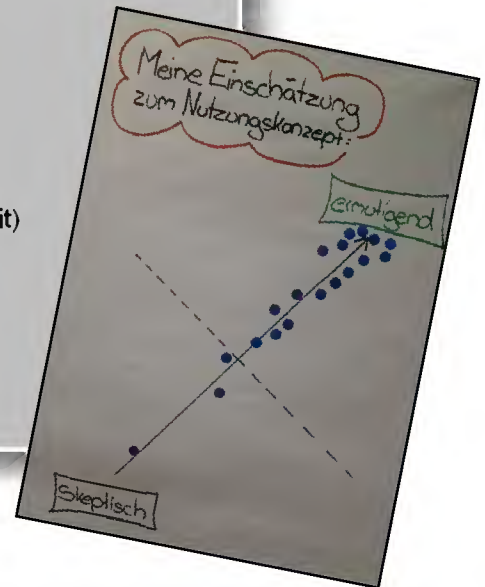 it)
Meine Einschätzung
zum Nutzungskonzept:
ermutigend
skeptisch